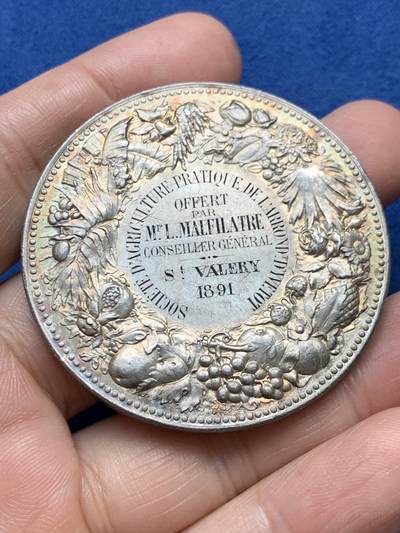 SOCIÉTÉ D'AGRICULTURE PRATIQUE DE L'ARRONDT D'YVETOT
OFFERT
PAR
MR L. MALFILATRE
CONSEILLER GÉNÉRAL
ST VALERY
1891